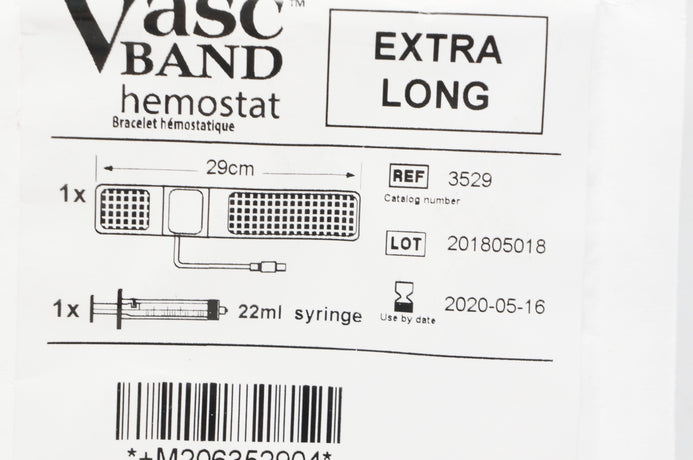 Vasc™
BAND
hemostat
Bracelet hémostatique
EXTRA
LONG
29cm
1x
REF 3529
Catalog number
LOT 201805018
2020-05-16
Use by date
1x
22ml syringe
*+M206352904*